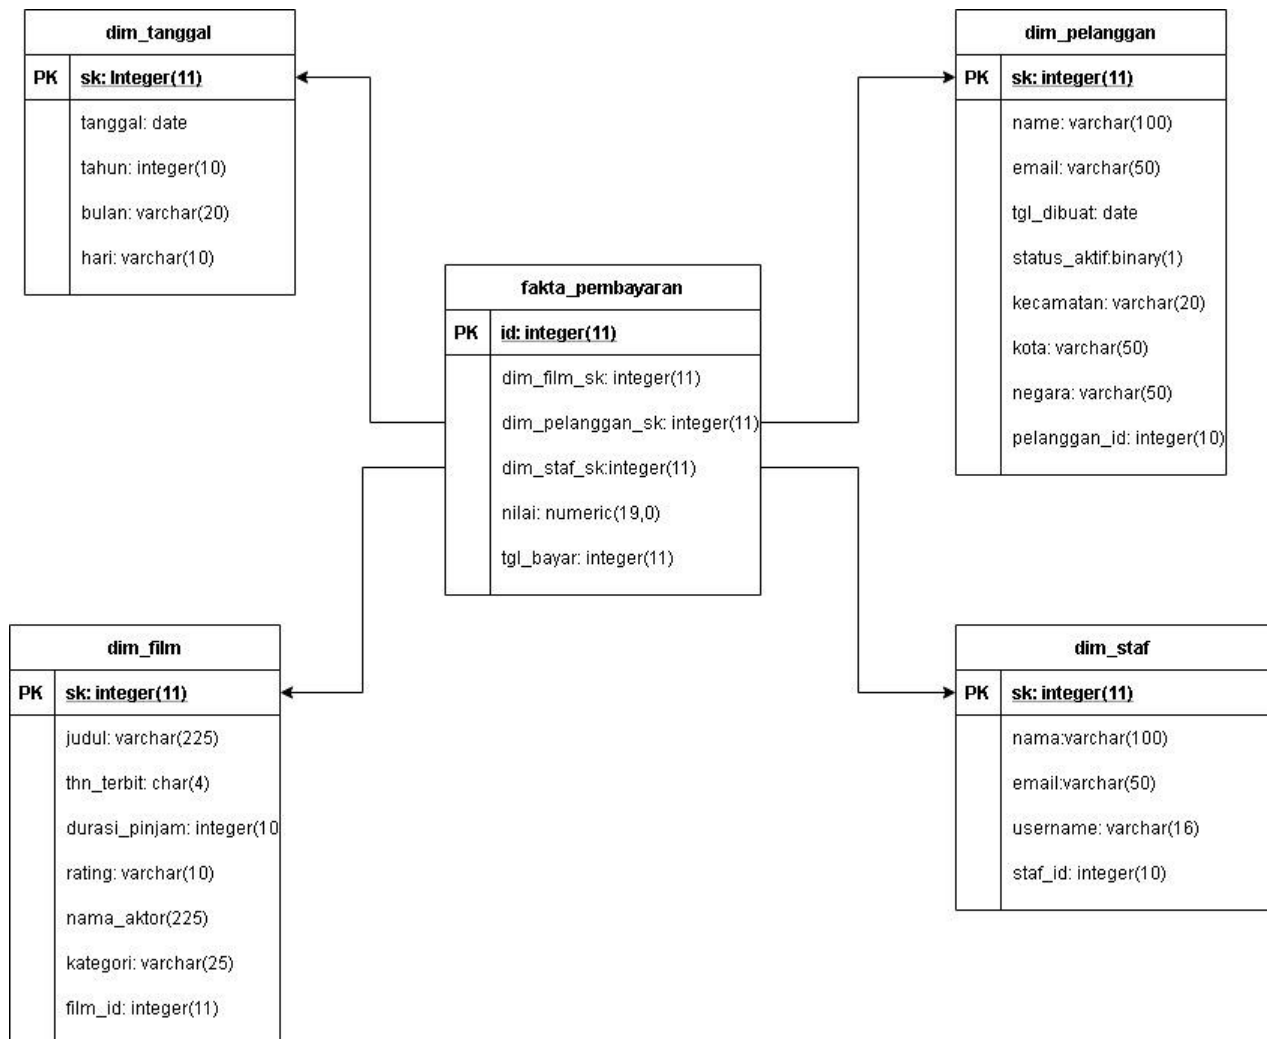 dim_tanggal
PK sk: Integer(11)
tanggal: date
tahun: integer(10)
bulan: varchar(20)
hari: varchar(10)
dim_pelanggan
PK sk: integer(11)
name: varchar(100)
email: varchar(50)
tgl_dibuat: date
status_aktif:binary(1)
kecamatan: varchar(20)
kota: varchar(50)
negara: varchar(50)
pelanggan_id: integer(10)
fakta_pembayaran
PK id: integer(11)
dim_film_sk: integer(11)
dim_pelanggan_sk: integer(11)
dim_staf_sk:integer(11)
nilai: numeric(19,0)
tgl_bayar: integer(11)
dim_film
PK sk: integer(11)
judul: varchar(225)
thn_terbit: char(4)
durasi_pinjam: integer(10
rating: varchar(10)
nama_aktor(225)
kategori: varchar(25)
film_id: integer(11)
dim_staf
PK sk: integer(11)
nama:varchar(100)
email:varchar(50)
username: varchar(16)
staf_id: integer(10)